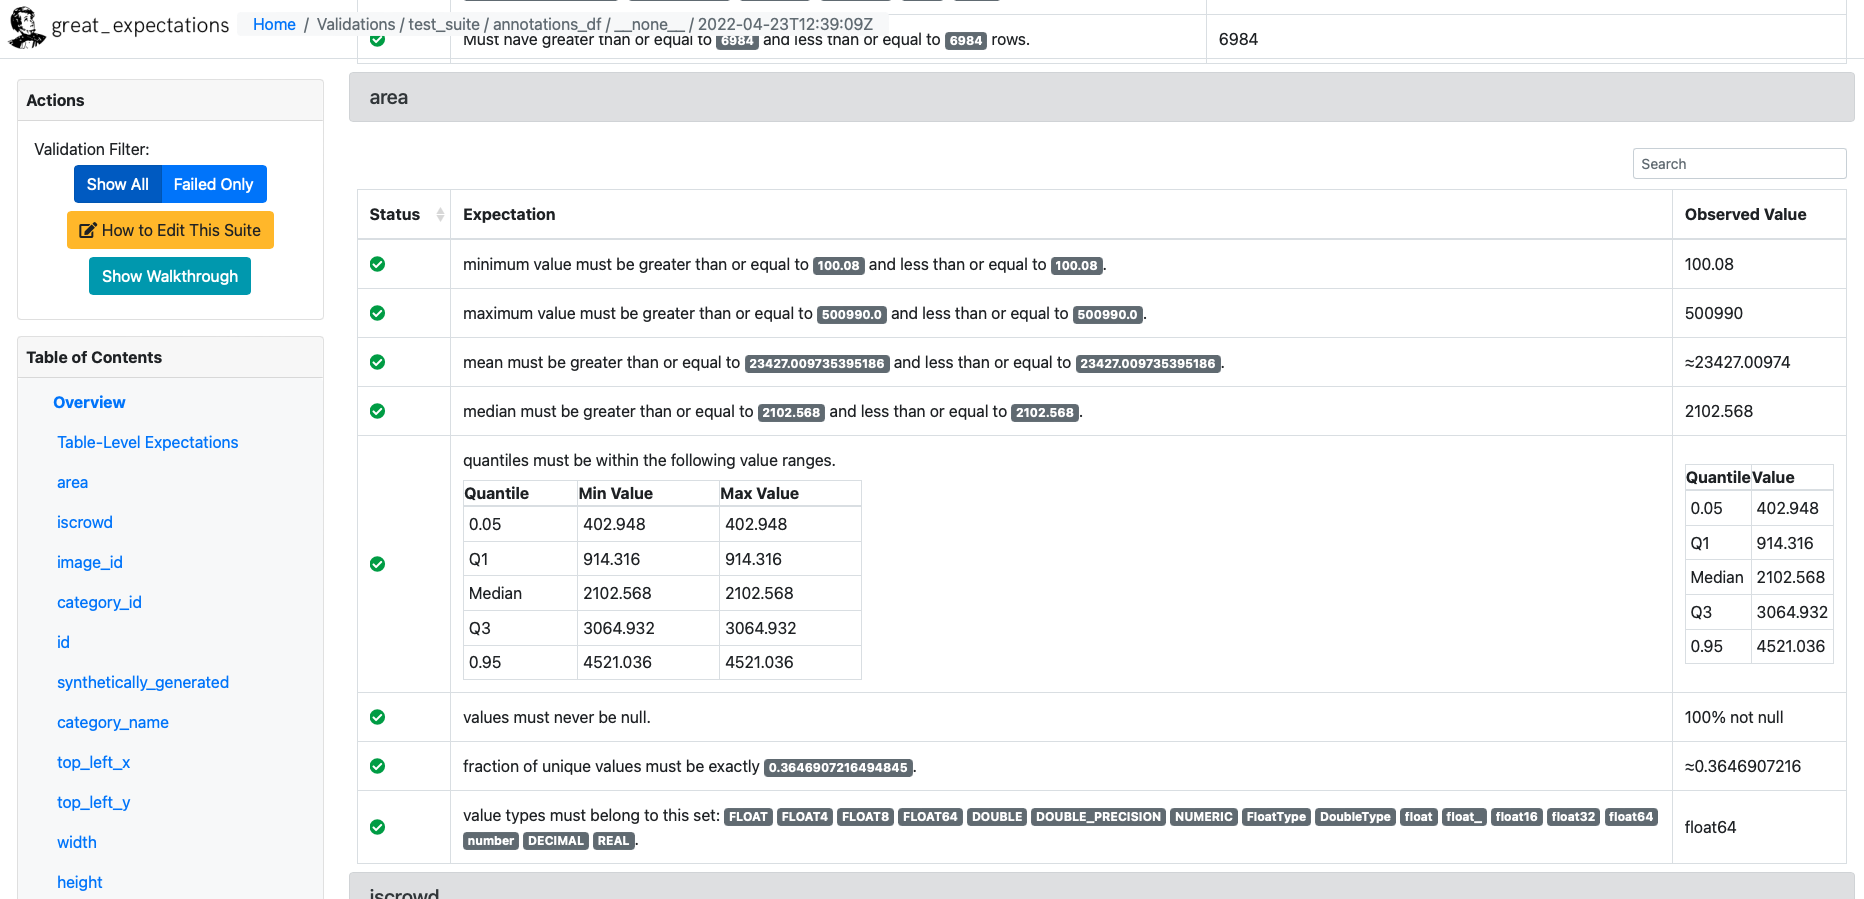 great_expectations
Home / Validations / test_suite / annotations_df / __none__ / 2022-04-23T12:39:09Z
Must have greater than or equal to 6984 and less than or equal to 6984 rows.
6984
Actions
Validation Filter:
Show All
Failed Only
How to Edit This Suite
Show Walkthrough
Table of Contents
Overview
Table-Level Expectations
area
iscrowd
image_id
category_id
id
synthetically_generated
category_name
top_left_x
top_left_y
width
height
area
Search
Status Expectation Observed Value
minimum value must be greater than or equal to 100.08 and less than or equal to 100.08. 100.08
maximum value must be greater than or equal to 500990.0 and less than or equal to 500990.0. 500990
mean must be greater than or equal to 23427.009735395186 and less than or equal to 23427.009735395186. ≈23427.00974
median must be greater than or equal to 2102.568 and less than or equal to 2102.568. 2102.568
quantiles must be within the following value ranges.
Quantile Min Value Max Value
0.05 402.948 402.948
Q1 914.316 914.316
Median 2102.568 2102.568
Q3 3064.932 3064.932
0.95 4521.036 4521.036
Quantile Value
0.05 402.948
Q1 914.316
Median 2102.568
Q3 3064.932
0.95 4521.036
values must never be null. 100% not null
fraction of unique values must be exactly 0.3646907216494845. ≈0.3646907216
value types must belong to this set: FLOAT FLOAT4 FLOAT8 FLOAT64 DOUBLE DOUBLE_PRECISION NUMERIC FloatType DoubleType float float_ float16 float32 float64
number DECIMAL REAL.
float64
iscrowd